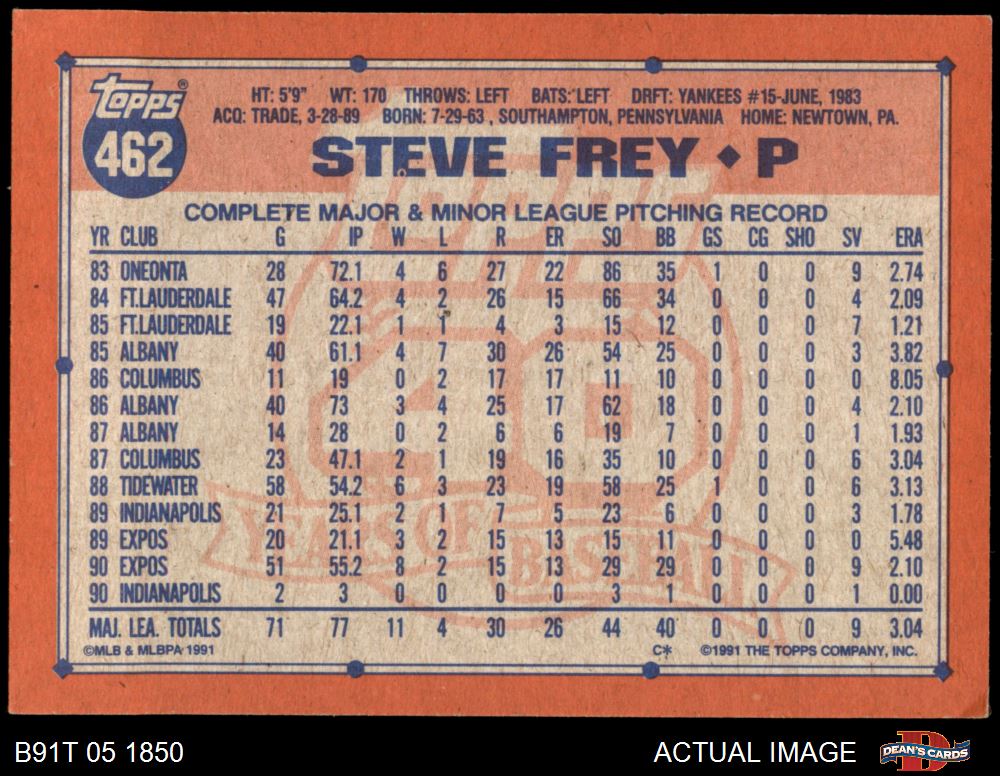 topps®
462
HT: 5'9" WT: 170 THROWS: LEFT BATS: LEFT DRFT: YANKEES #15-JUNE, 1983
ACQ: TRADE, 3-28-89 BORN: 7-29-63 , SOUTHAMPTON, PENNSYLVANIA HOME: NEWTOWN, PA.
STEVE FREY ◆ P
COMPLETE MAJOR & MINOR LEAGUE PITCHING RECORD
YR CLUB G IP W L R ER SO BB GS CG SHO SV ERA
83 ONEONTA 28 72.1 4 6 27 22 86 35 1 0 0 9 2.74
84 FT.LAUDERDALE 47 64.2 4 2 26 15 66 34 0 0 0 4 2.09
85 FT.LAUDERDALE 19 22.1 1 1 4 3 15 12 0 0 0 7 1.21
85 ALBANY 40 61.1 4 7 30 26 54 25 0 0 0 3 3.82
86 COLUMBUS 11 19 0 2 17 17 11 10 0 0 0 0 8.05
86 ALBANY 40 73 3 4 25 17 62 18 0 0 0 4 2.10
87 ALBANY 14 28 0 2 6 6 19 7 0 0 0 1 1.93
87 COLUMBUS 23 47.1 2 1 19 16 35 10 0 0 0 6 3.04
88 TIDEWATER 58 54.2 6 3 23 19 58 25 1 0 0 6 3.13
89 INDIANAPOLIS 21 25.1 2 1 7 5 23 6 0 0 0 3 1.78
89 EXPOS 20 21.1 3 2 15 13 15 11 0 0 0 0 5.48
90 EXPOS 51 55.2 8 2 15 13 29 29 0 0 0 9 2.10
90 INDIANAPOLIS 2 3 0 0 0 0 3 1 0 0 0 1 0.00
MAJ. LEA. TOTALS 71 77 11 4 30 26 44 40 0 0 0 9 3.04
©MLB & MLBPA 1991 C* ©1991 THE TOPPS COMPANY, INC.
topps
40
YEARS OF BASEBALL
B91T 05 1850 ACTUAL IMAGE DEAN'S CARDS